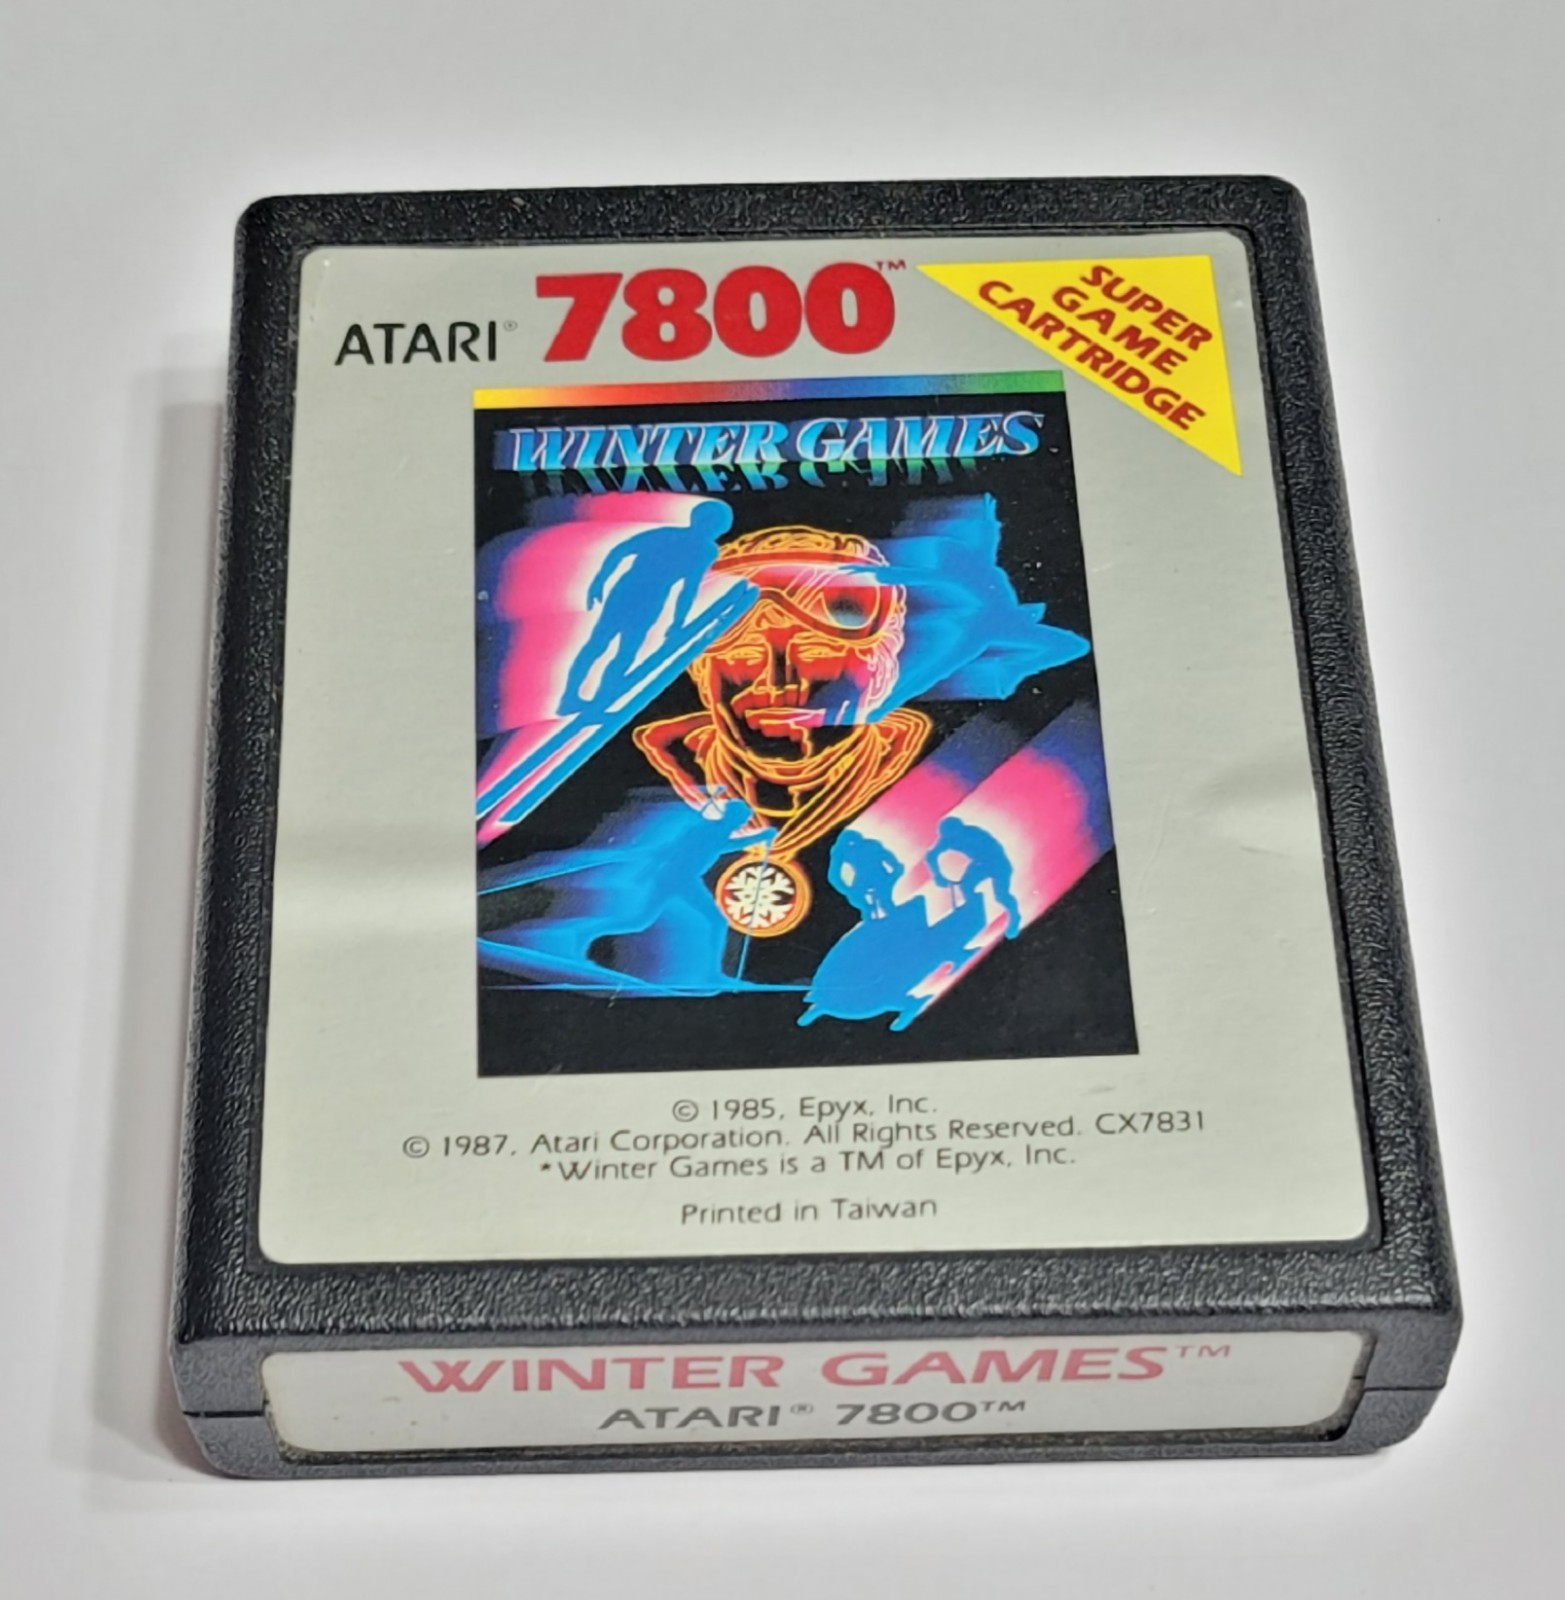 ATARI® 7800™
SUPER
GAME
CARTRIDGE
WINTER GAMES
© 1985, Epyx, Inc.
© 1987, Atari Corporation. All Rights Reserved. CX7831
*Winter Games is a TM of Epyx, Inc.
Printed in Taiwan
WINTER GAMES™
ATARI® 7800™